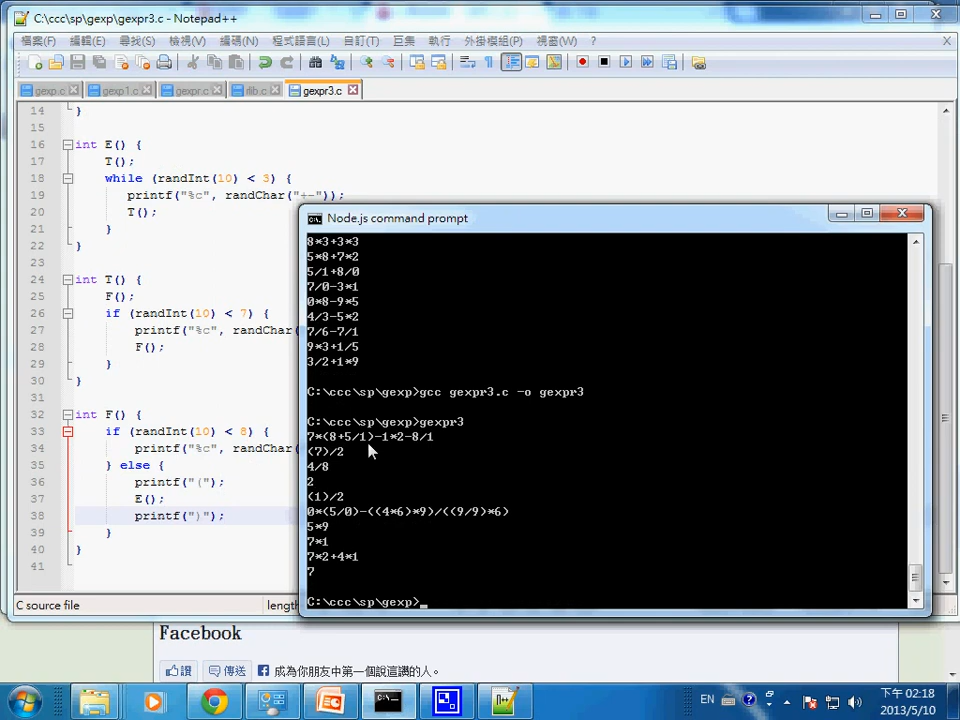 C:\ccc\sp\gexp\gexpr3.c - Notepad++
檔案(F) 編輯(E) 尋找(S) 檢視(V) 編碼(N) 程式語言(L) 自訂(T) 巨集 執行 外掛模組(P) 視窗(W) ? X
gexp.c gexp1.c gexpr.c rlib.c gexpr3.c
14 }
15
16 int E() {
17 T();
18 while (randInt(10) < 3) {
19 printf("%c", randChar("+-"));
20 T();
21 }
22 }
23
24 int T() {
25 F();
26 if (randInt(10) < 7) {
27 printf("%c", randChar(
28 F();
29 }
30 }
31
32 int F() {
33 if (randInt(10) < 8) {
34 printf("%c", randChar(
35 } else {
36 printf("(");
37 E();
38 printf(")");
39 }
40 }
41
C source file length
Node.js command prompt
8*3+3*3
5*8+7*2
5/1+8/0
7/0-3*1
0*8-9*5
4/3-5*2
7/6-7/1
9*3+1/5
3/2+1*9
C:\ccc\sp\gexp>gcc gexpr3.c -o gexpr3
C:\ccc\sp\gexp>gexpr3
7*(8+5/1)-1*2-8/1
(7)/2
4/8
2
(1)/2
0*(5/0)-((4*6)*9)/((9/9)*6)
5*9
7*1
7*2+4*1
7
C:\ccc\sp\gexp>_
Facebook
讚 傳送 成為你朋友中第一個說這讚的人。
EN 下午 02:18
2013/5/10